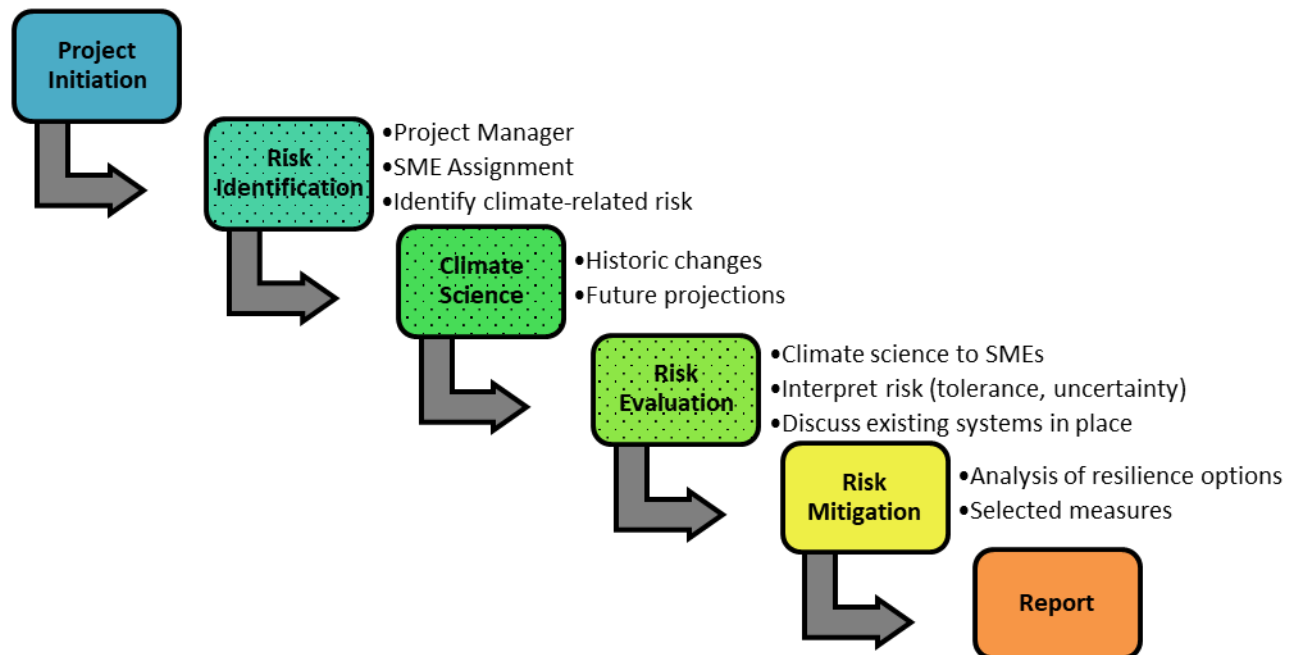 Project
Initiation
Risk
Identification
•Project Manager
•SME Assignment
•Identify climate-related risk
Climate
Science
•Historic changes
•Future projections
Risk
Evaluation
•Climate science to SMEs
•Interpret risk (tolerance, uncertainty)
•Discuss existing systems in place
Risk
Mitigation
•Analysis of resilience options
•Selected measures
Report